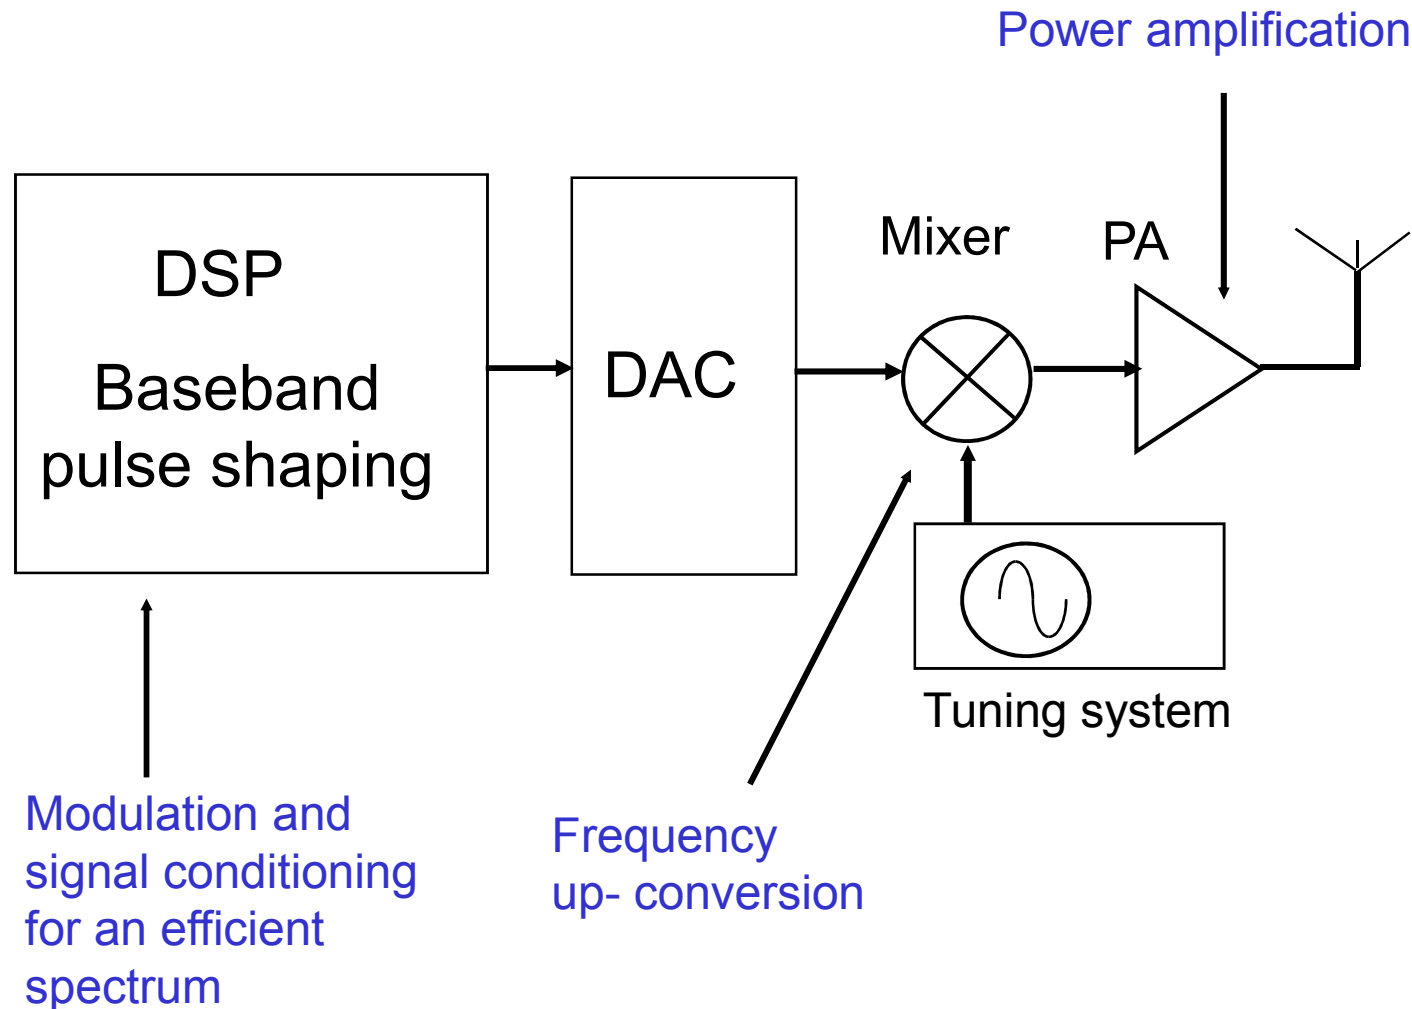 Power amplification
Mixer
PA
DSP
Baseband
pulse shaping
DAC
Tuning system
Modulation and
signal conditioning
for an efficient
spectrum
Frequency
up- conversion